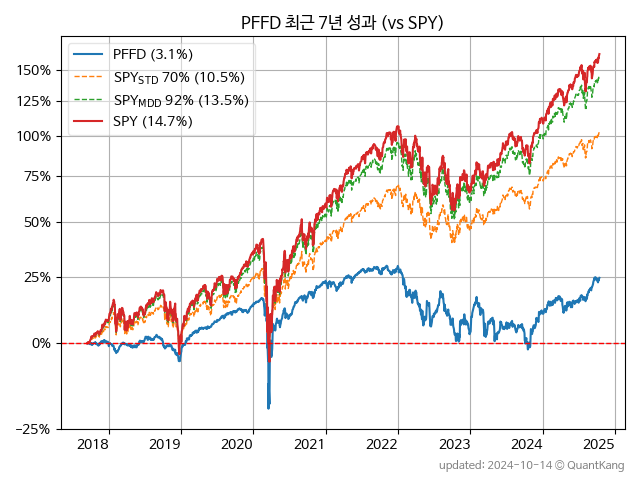 PFFD 최근 7년 성과 (vs SPY)
PFFD (3.1%)
SPY_STD 70% (10.5%)
SPY_MDD 92% (13.5%)
SPY (14.7%)
150%
125%
100%
75%
50%
25%
0%
−25%
2018 2019 2020 2021 2022 2023 2024 2025
updated: 2024-10-14 © QuantKang